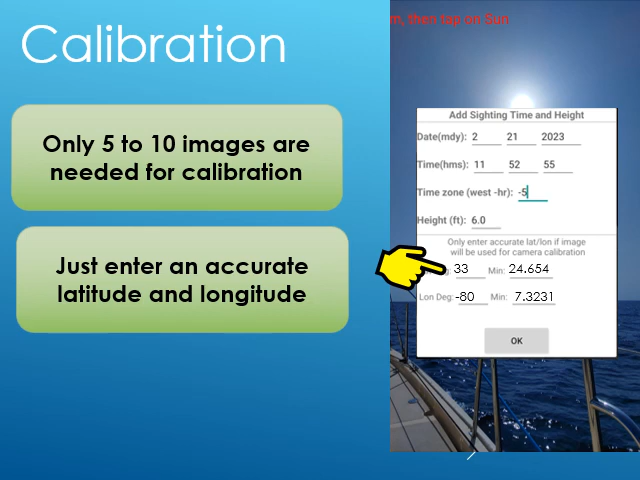 Calibration
Only 5 to 10 images are
needed for calibration
Just enter an accurate
latitude and longitude
, then tap on Sun
Add Sighting Time and Height
Date(mdy): 2 21 2023
Time(hms): 11 52 55
Time zone (west -hr): -5
Height (ft): 6.0
Only enter accurate lat/lon if image
will be used for camera calibration
33 Min: 24.654
Lon Deg: -80 Min: 7.3231
OK